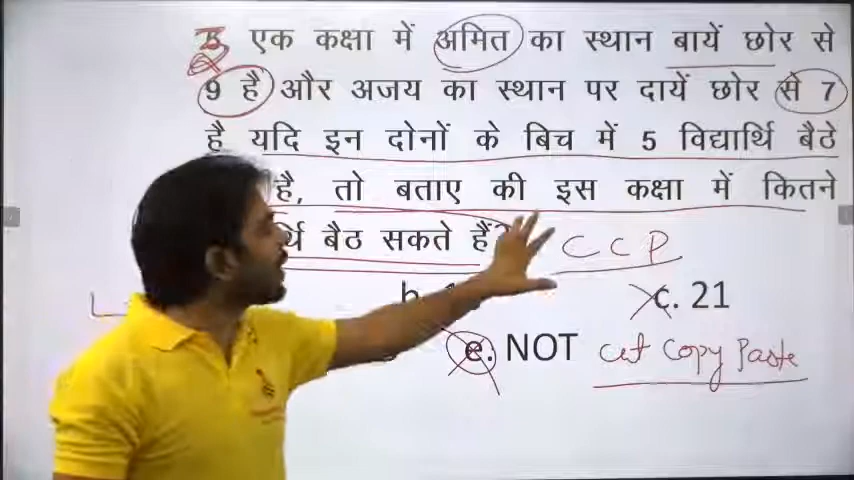 एक कक्षा में अमित का स्थान बायें छोर से
9 है और अजय का स्थान पर दायें छोर से 7
है यदि इन दोनों के बिच में 5 विद्यार्थि बैठे
है, तो बताए की इस कक्षा में कितने
बैठ सकते हैं?
C C P
b. c. 21
e. NOT
Cut Copy Paste